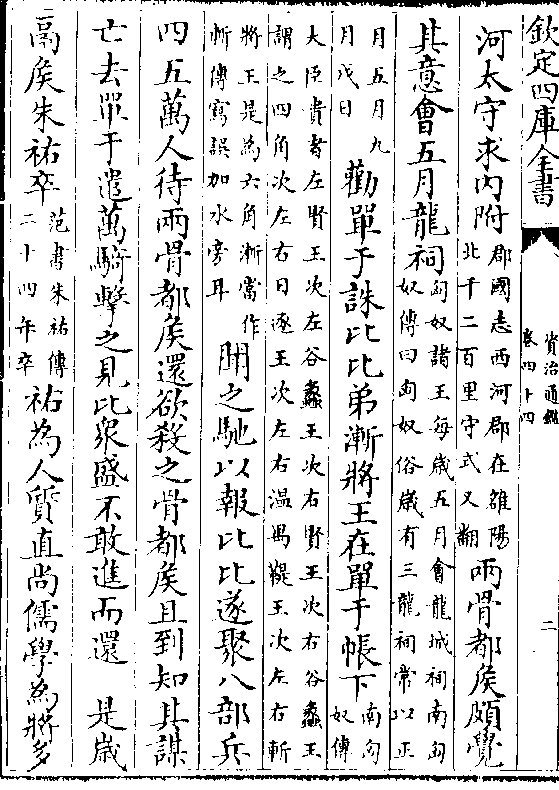 欽定四庫全書
資治通鑑
卷四十四
二
河太守求內附
郡國志西河郡在雒陽
北千二百里守式又翻
兩骨都侯頗覺
其意會五月龍祠
匈奴諸王每歲五月會龍城祠南匈
奴傳曰匈奴俗歲有三龍祠常以正
月五月九
月戊日
勸單于誅比比弟漸將王在單于帳下
南匈
奴傳
大臣貴者左賢王次左谷蠡王次右賢王次右谷蠡王
謂之四角次左右日逐王次左右温禺鞮王次左右斬
將王是為六角漸當作
斬傳寫誤加水旁耳
聞之馳以報比比遂聚八部兵
四五萬人待兩骨都侯還欲殺之骨都侯且到知其謀
亡去單于遣萬騎擊之見比衆盛不敢進而還 是歲
鬲侯朱祐卒
范書朱祐傳
二十四年卒
祐為人質直尚儒學為將多